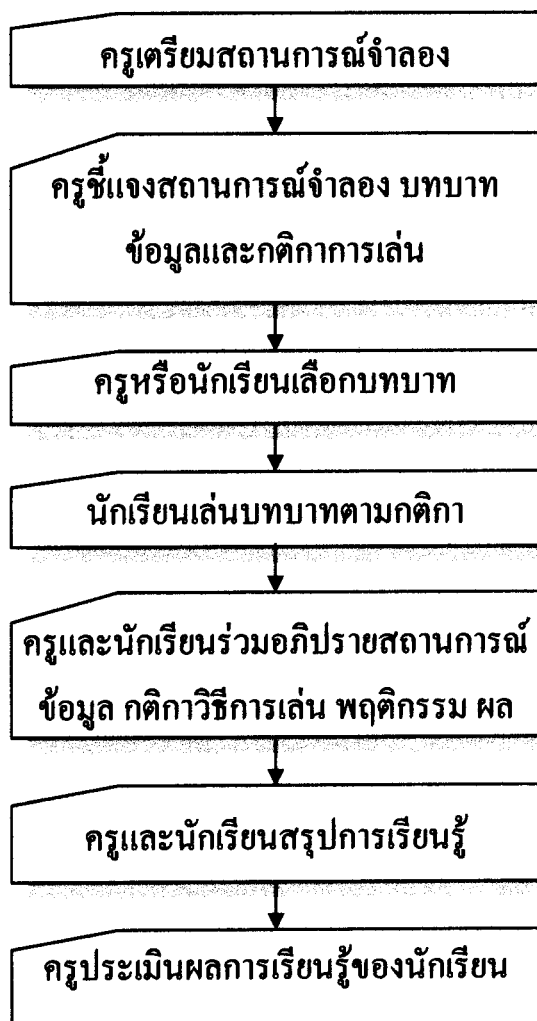 ครูเตรียมสถานการณ์จำลอง
ครูชี้แจงสถานการณ์จำลอง บทบาท
ข้อมูลและกติกาการเล่น
ครูหรือนักเรียนเลือกบทบาท
นักเรียนเล่นบทบาทตามกติกา
ครูและนักเรียนร่วมอภิปรายสถานการณ์
ข้อมูล กติกาวิธีการเล่น พฤติกรรม ผล
ครูและนักเรียนสรุปการเรียนรู้
ครูประเมินผลการเรียนรู้ของนักเรียน